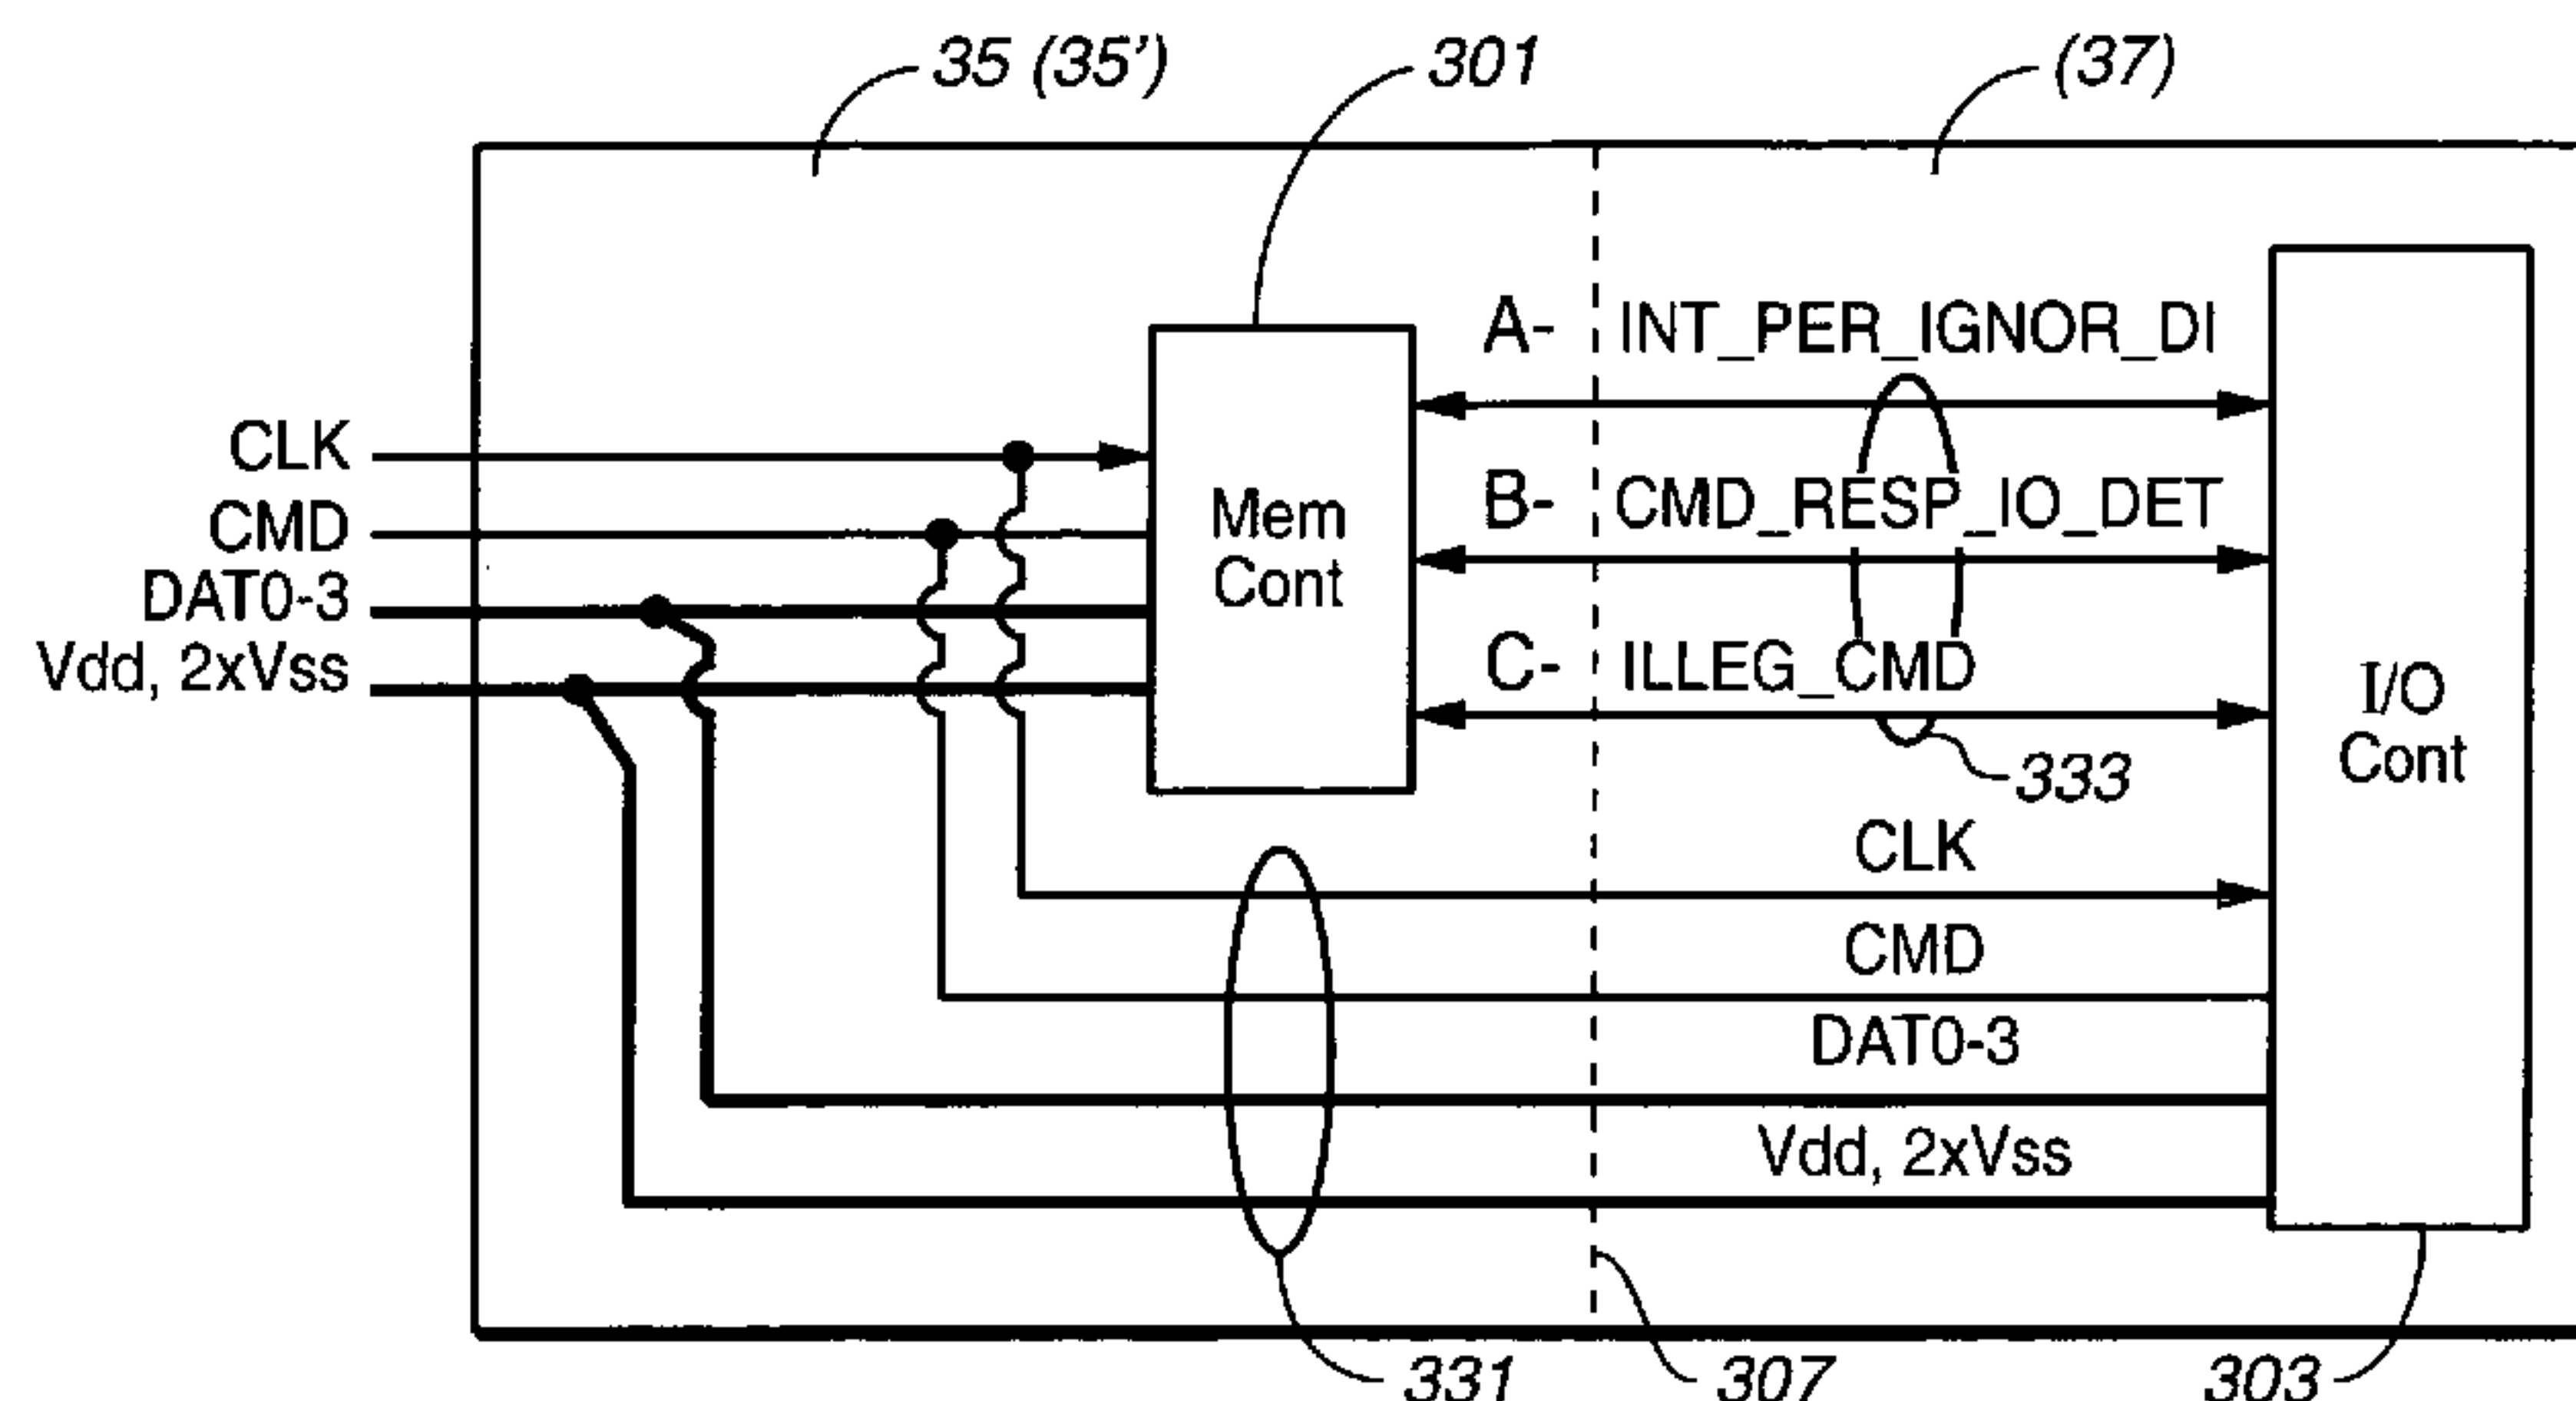 35 (35')
301
(37)
A- INT_PER_IGNOR_DI
CLK
CMD
DAT0-3
Vdd, 2xVss
Mem
Cont
B- CMD_RESP_IO_DET
C- ILLEG_CMD
I/O
Cont
333
CLK
CMD
DAT0-3
Vdd, 2xVss
331
307
303